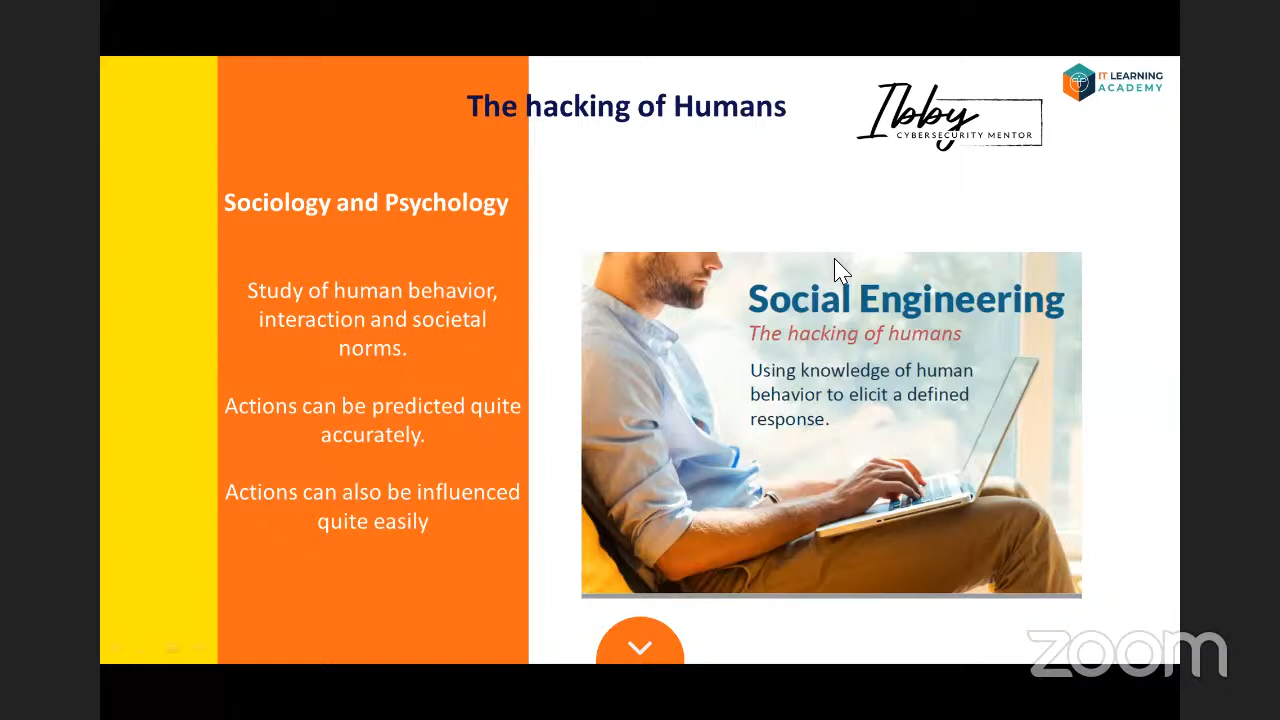 The hacking of Humans
Ibby
CYBERSECURITY MENTOR
IT LEARNING
ACADEMY
Sociology and Psychology
Study of human behavior,
interaction and societal
norms.
Actions can be predicted quite
accurately.
Actions can also be influenced
quite easily
Social Engineering
The hacking of humans
Using knowledge of human
behavior to elicit a defined
response.
zoom